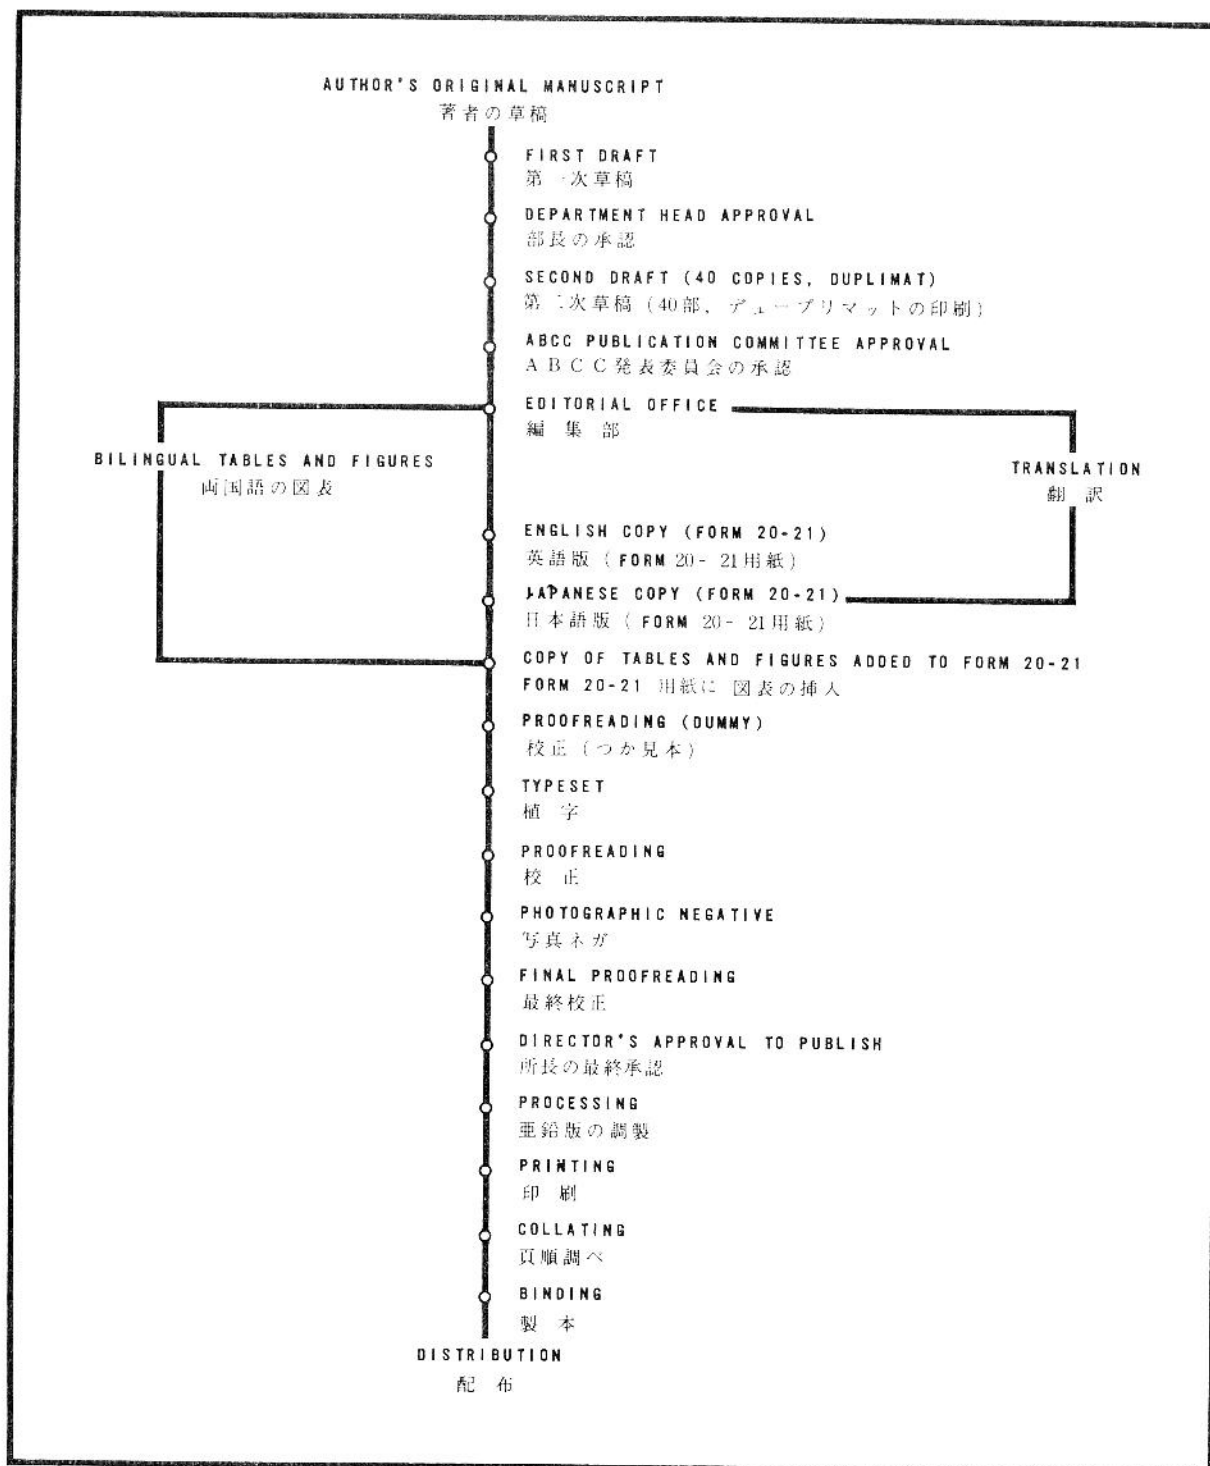 AUTHOR'S ORIGINAL MANUSCRIPT
著者の草稿
FIRST DRAFT
第一次草稿
DEPARTMENT HEAD APPROVAL
部長の承認
SECOND DRAFT (40 COPIES, DUPLIMAT)
第二次草稿 (40部, デュープリマットの印刷)
ABCC PUBLICATION COMMITTEE APPROVAL
ABCC発表委員会の承認
EDITORIAL OFFICE
編集部
BILINGUAL TABLES AND FIGURES
両国語の図表
TRANSLATION
翻訳
ENGLISH COPY (FORM 20-21)
英語版 (FORM 20-21用紙)
JAPANESE COPY (FORM 20-21)
日本語版 (FORM 20-21用紙)
COPY OF TABLES AND FIGURES ADDED TO FORM 20-21
FORM 20-21 用紙に 図表の挿入
PROOFREADING (DUMMY)
校正 (つか見本)
TYPESET
植字
PROOFREADING
校正
PHOTOGRAPHIC NEGATIVE
写真ネガ
FINAL PROOFREADING
最終校正
DIRECTOR'S APPROVAL TO PUBLISH
所長の最終承認
PROCESSING
亜鉛版の調製
PRINTING
印刷
COLLATING
頁順調べ
BINDING
製本
DISTRIBUTION
配布